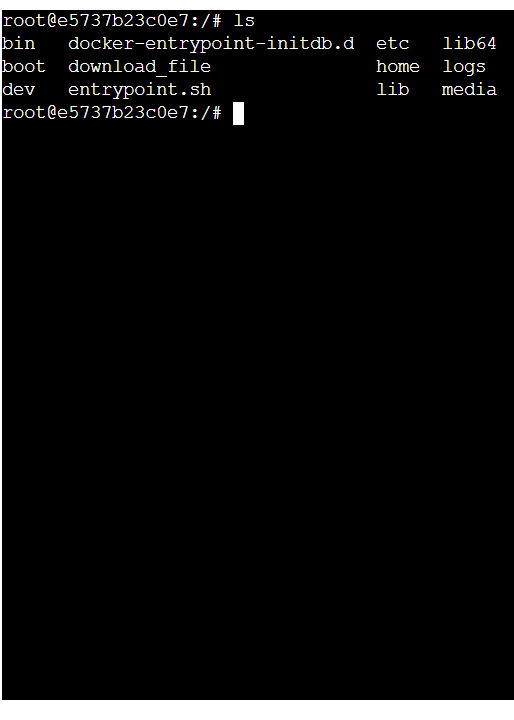 root@e5737b23c0e7:/# ls
bin   docker-entrypoint-initdb.d  etc   lib64
boot  download_file               home  logs
dev   entrypoint.sh               lib   media
root@e5737b23c0e7:/#